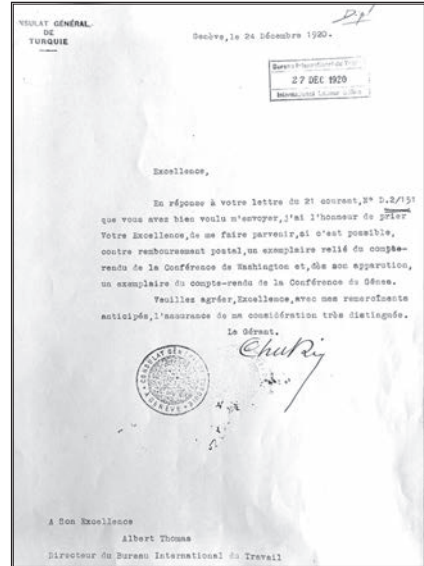 Dépt
NSULAT GÉNÉRAL
DE
TURQUIE
Genève, le 24 Décembre 1920.
27 DEC 1920
Excellence,
En réponse à votre lettre du 21 courant, N° D.2/151
que vous avez bien voulu m'envoyer, j'ai l'honneur de prier
Votre Excellence, de me faire parvenir, si c'est possible,
contre remboursement postal, un exemplaire relié du compte-
rendu de la Conférence de Washington et, dès son apparution,
un exemplaire du compte-rendu de la Conférence de Gênes.
Veuillez agréer, Excellence, avec mes remercîments
anticipés, l'assurance de ma considération très distinguée.
Le Gérant.
A Son Excellence
Albert Thomas
Directeur du Bureau International du Travail